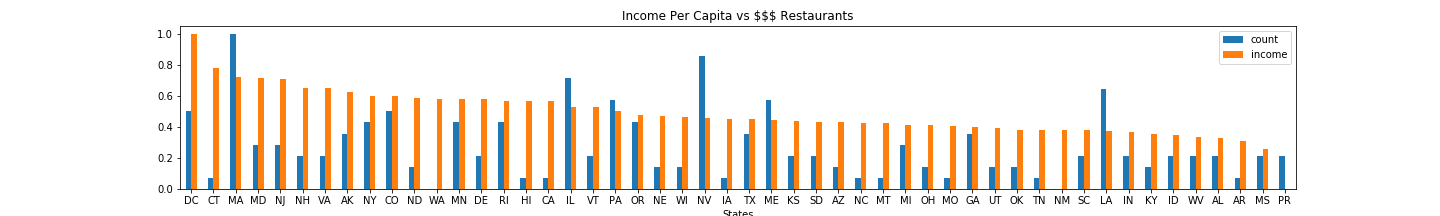 Income Per Capita vs $$$ Restaurants
count
income
1.0
0.8
0.6
0.4
0.2
0.0
DC CT MA MD NJ NH VA AK NY CO ND WA MN DE RI HI CA IL VT PA OR NE WI NV IA TX ME KS SD AZ NC MT MI OH MO GA UT OK TN NM SC LA IN KY ID WV AL AR MS PR
States